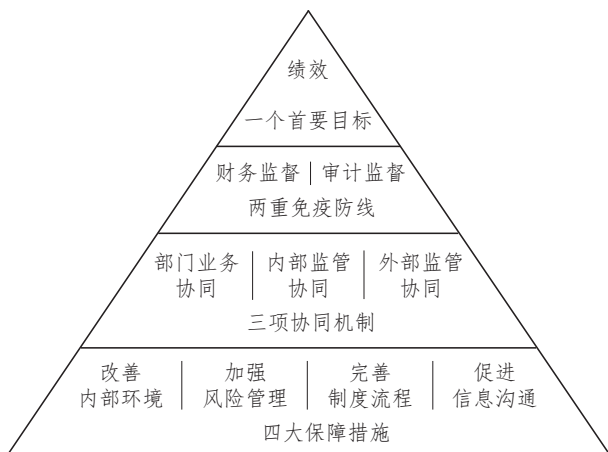 绩效
一个首要目标
财务监督 审计监督
两重免疫防线
部门业务 内部监管 外部监管
协同 协同 协同
三项协同机制
改善 加强 完善 促进
内部环境 风险管理 制度流程 信息沟通
四大保障措施